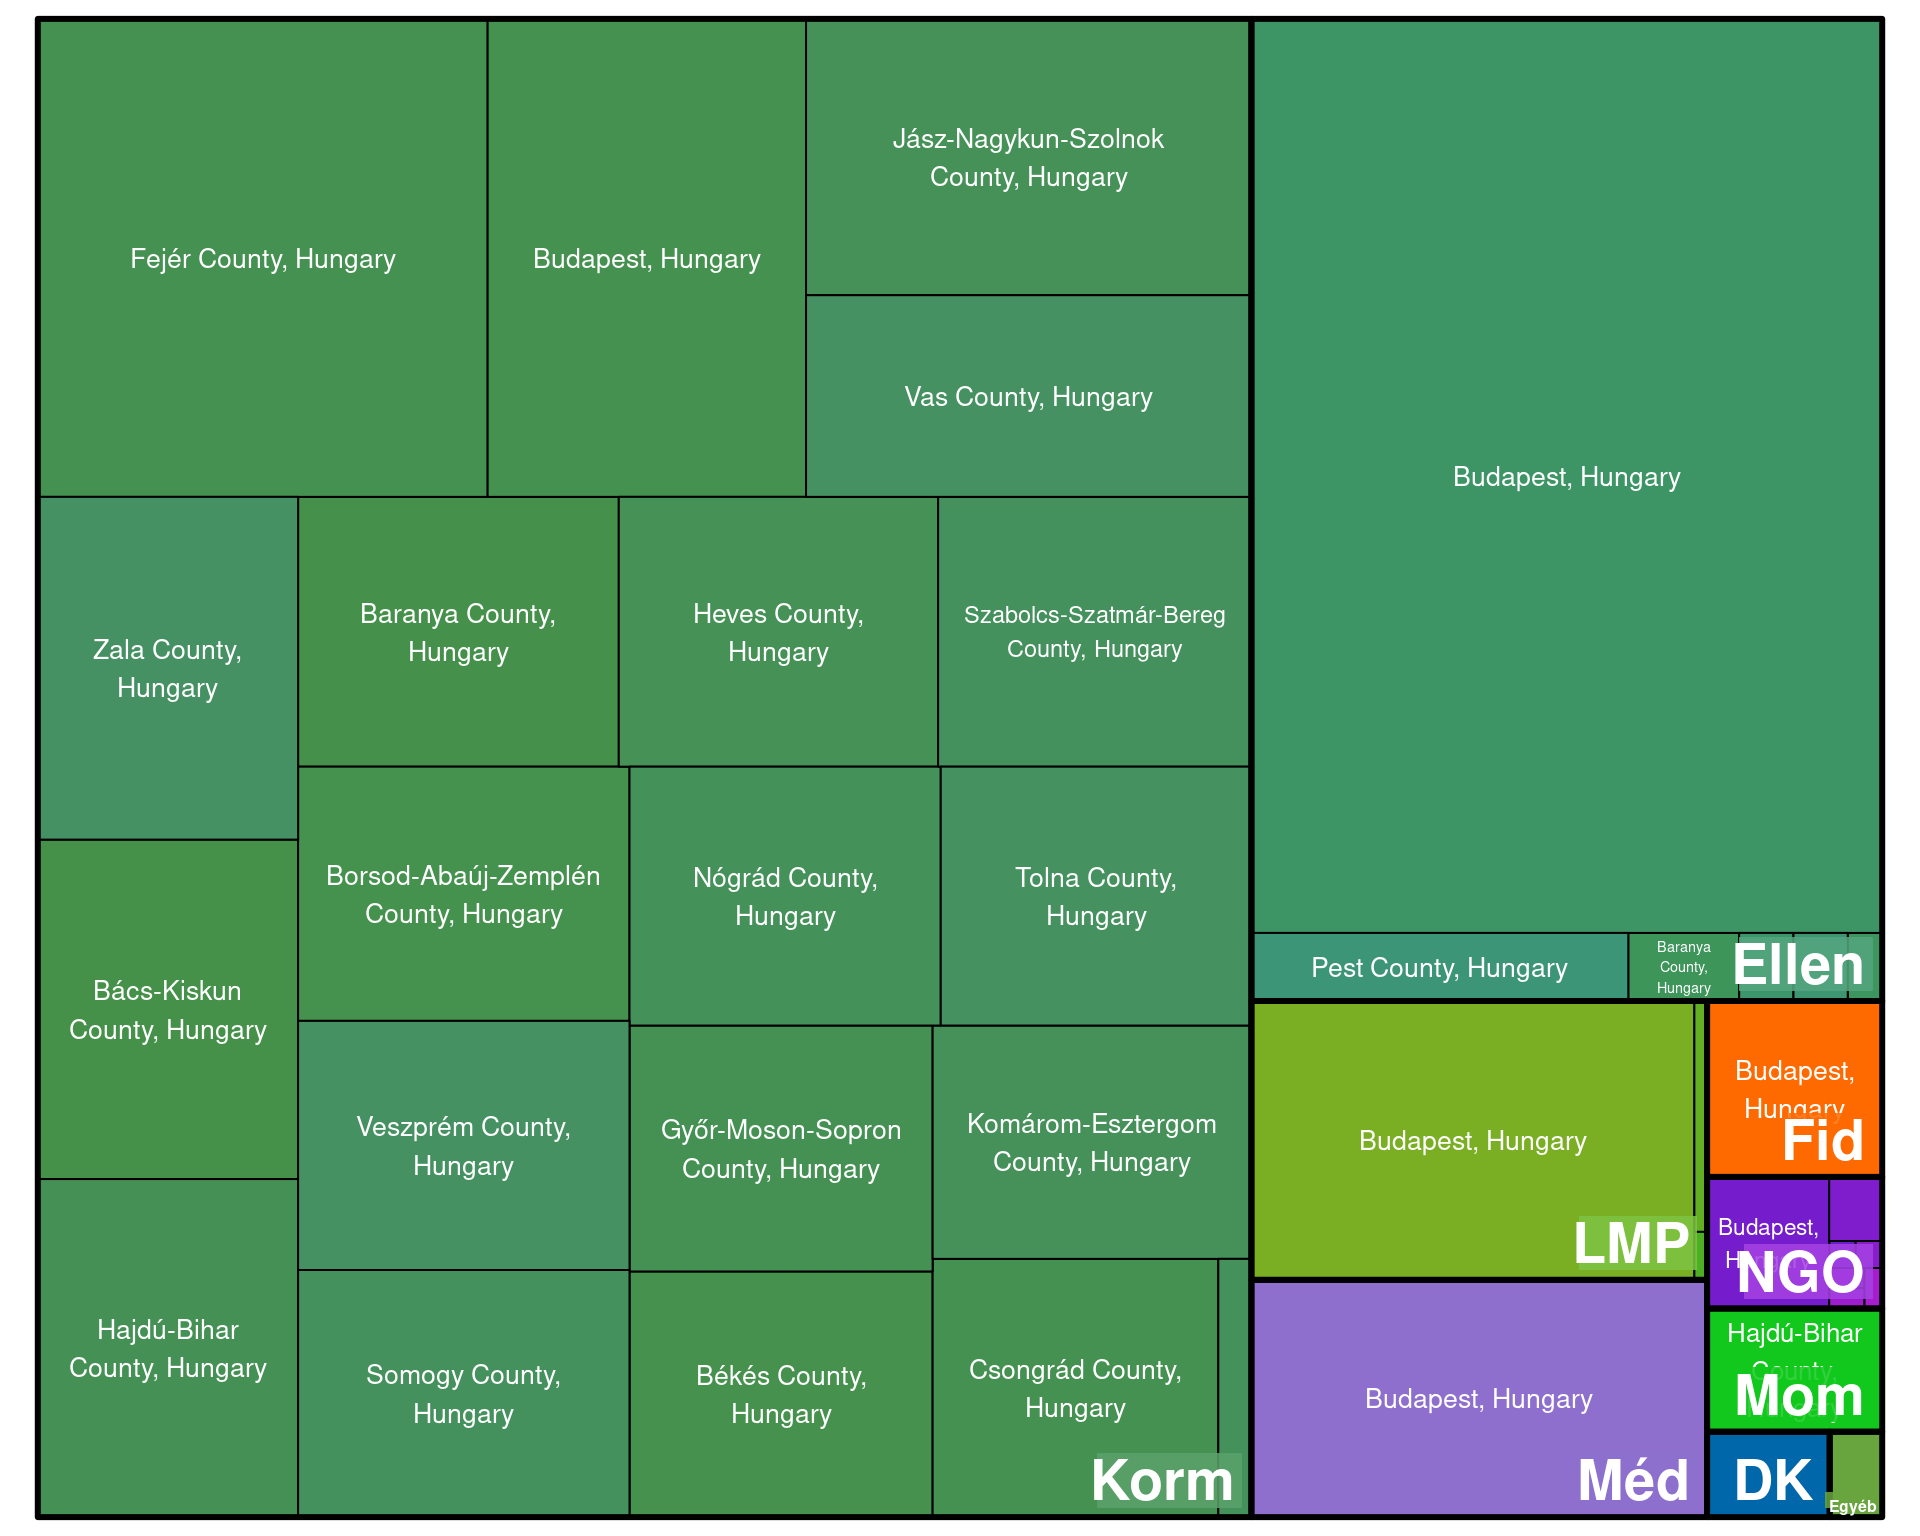 Fejér County, Hungary
Budapest, Hungary
Jász-Nagykun-Szolnok
County, Hungary
Vas County, Hungary
Zala County,
Hungary
Baranya County,
Hungary
Heves County,
Hungary
Szabolcs-Szatmár-Bereg
County, Hungary
Bács-Kiskun
County, Hungary
Borsod-Abaúj-Zemplén
County, Hungary
Nógrád County,
Hungary
Tolna County,
Hungary
Veszprém County,
Hungary
Győr-Moson-Sopron
County, Hungary
Komárom-Esztergom
County, Hungary
Hajdú-Bihar
County, Hungary
Somogy County,
Hungary
Békés County,
Hungary
Csongrád County,
Hungary
Korm
Budapest, Hungary
Pest County, Hungary
Baranya
County,
Hungary
Ellen
Budapest, Hungary
LMP
Budapest, Hungary
Méd
Budapest,
Hungary
Fid
Budapest,
Hungary
NGO
Hajdú-Bihar
County,
Hungary
Mom
DK
Egyéb